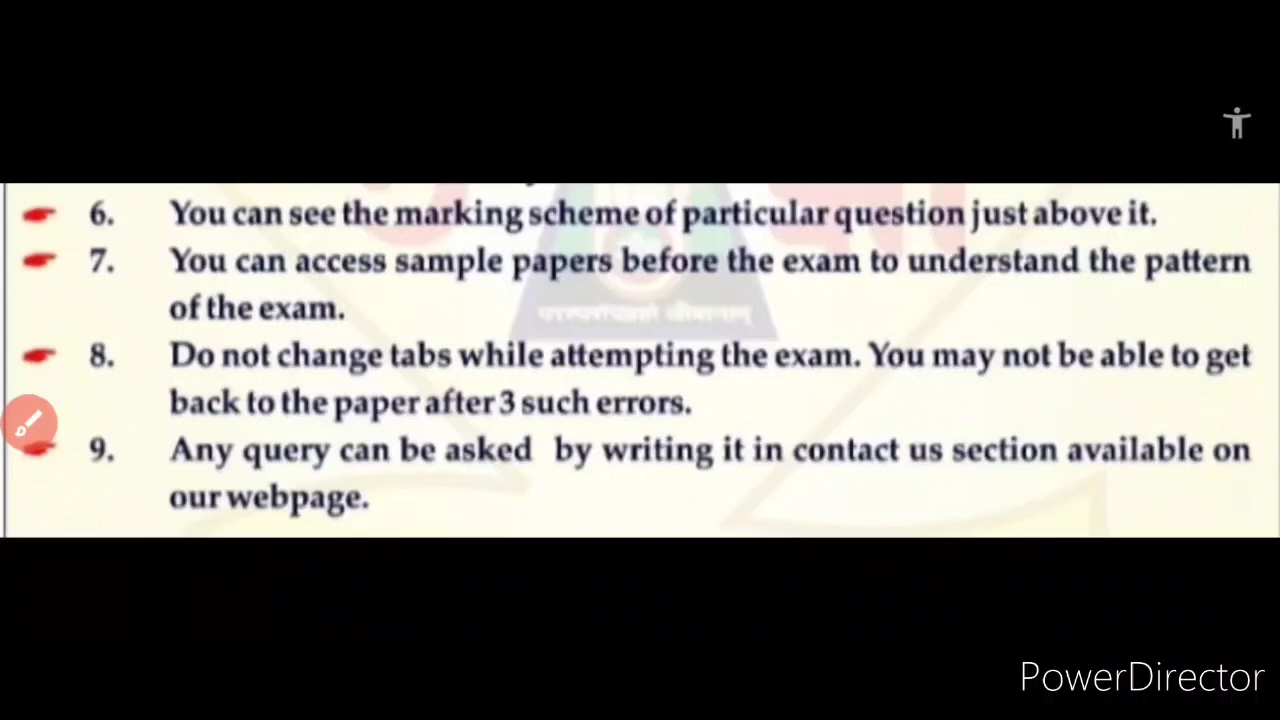 6. You can see the marking scheme of particular question just above it.
7. You can access sample papers before the exam to understand the pattern
of the exam.
8. Do not change tabs while attempting the exam. You may not be able to get
back to the paper after 3 such errors.
9. Any query can be asked by writing it in contact us section available on
our webpage.
PowerDirector